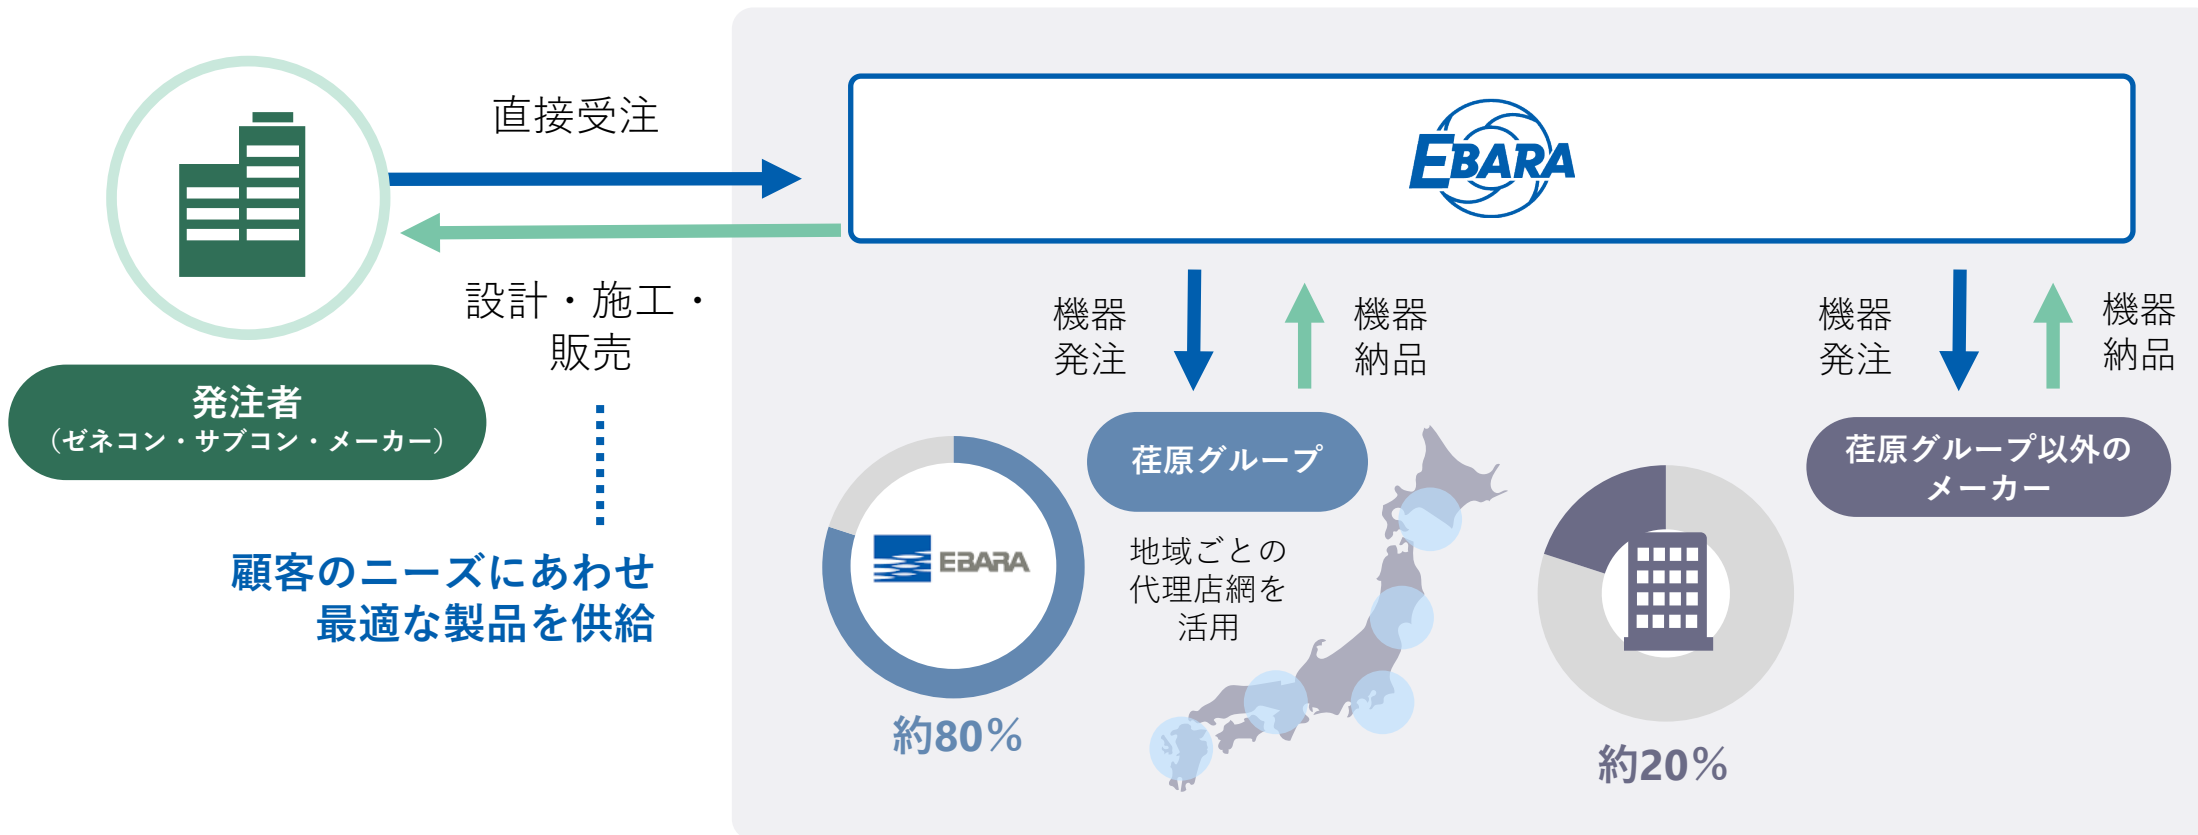 直接受注
設計・施工・
販売
発注者
（ゼネコン・サブコン・メーカー）
顧客のニーズにあわせ
最適な製品を供給
EBARA
機器
発注
機器
納品
機器
発注
機器
納品
荏原グループ
地域ごとの
代理店網を
活用
EBARA
約80%
荏原グループ以外の
メーカー
約20%